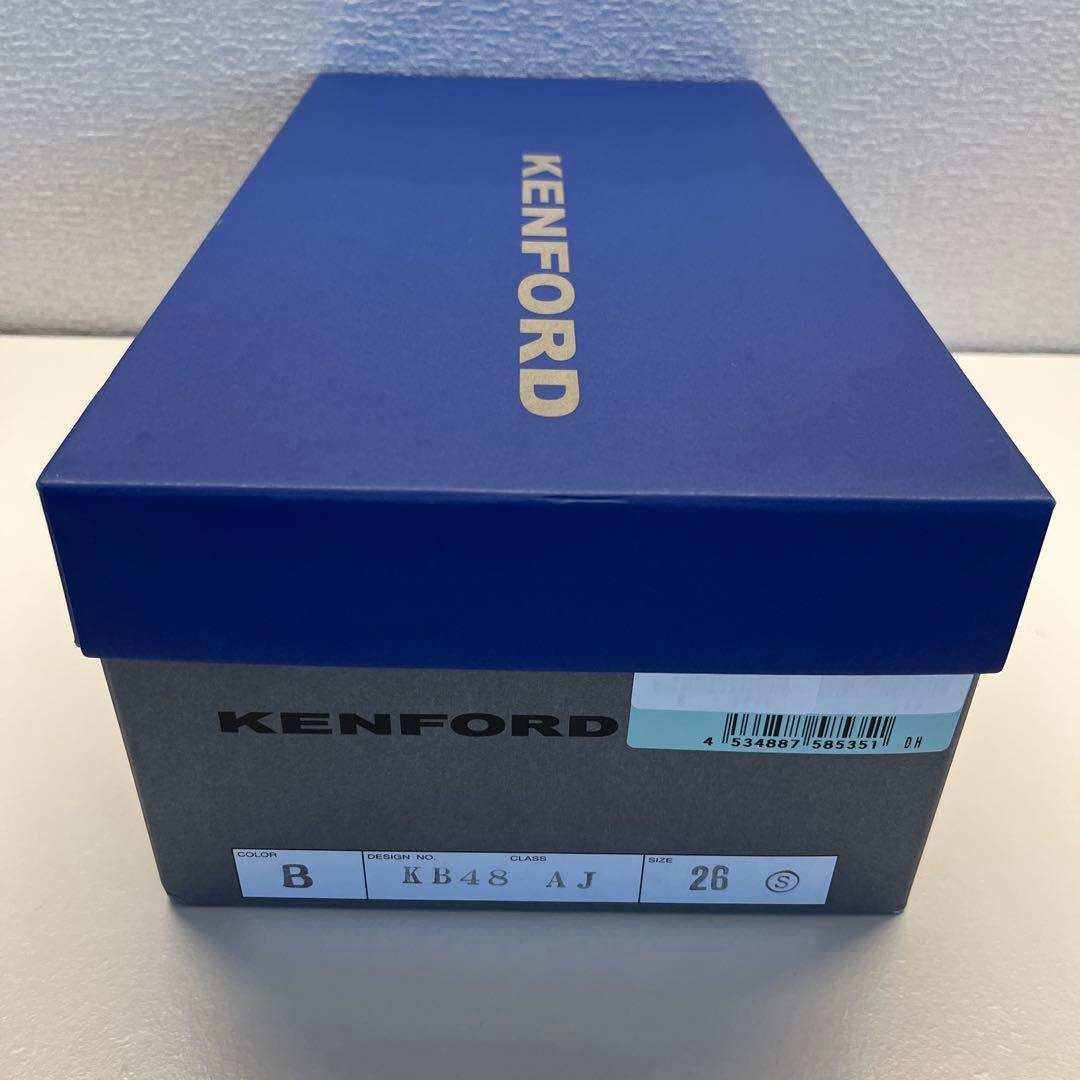 KENFORD
KENFORD
4 534887 585351 DH
COLOR B DESIGN NO. CLASS KB48 AJ SIZE 26 S